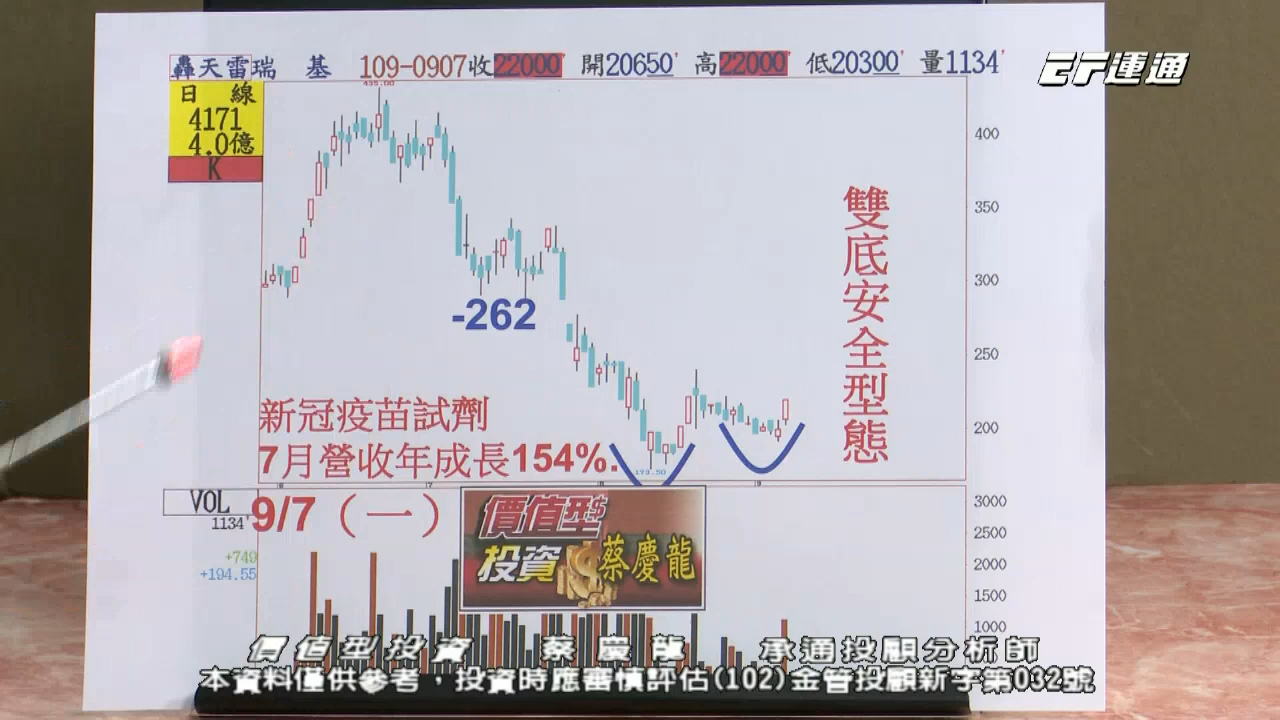 轟天雷瑞 基 109-0907收22000' 開20650' 高22000' 低20300' 量1134'
EF運通
日 線
4171
4.0億
K
435.00
400
350
300
250
200
-262
雙底安全型態
新冠疫苗試劑
7月營收年成長154%.
173.50
7
8
9
VOL
1134'
+749
+194.55
9/7（一）
3000
2500
2000
1500
1000
價值型
投資
$
蔡慶龍
價值型投資 蔡慶龍 承通投顧分析師
本資料僅供參考，投資時應審慎評估(102)金管投顧新字第032號